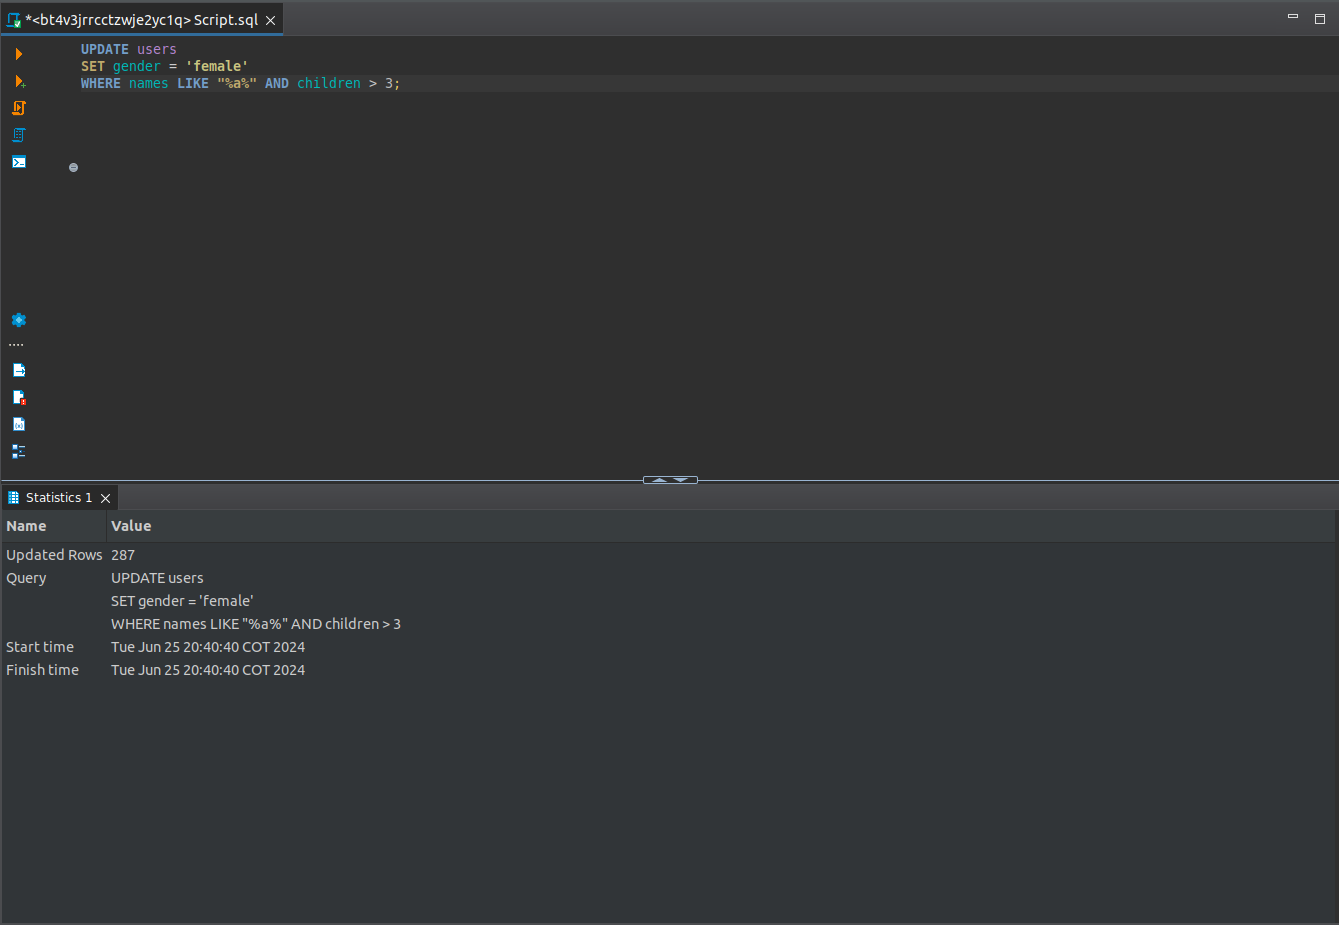 *<bt4v3jrrcctzwje2yc1q> Script.sql
UPDATE users
SET gender = 'female'
WHERE names LIKE "%a%" AND children > 3;
Statistics 1
Name Value
Updated Rows 287
Query UPDATE users
SET gender = 'female'
WHERE names LIKE "%a%" AND children > 3
Start time Tue Jun 25 20:40:40 COT 2024
Finish time Tue Jun 25 20:40:40 COT 2024